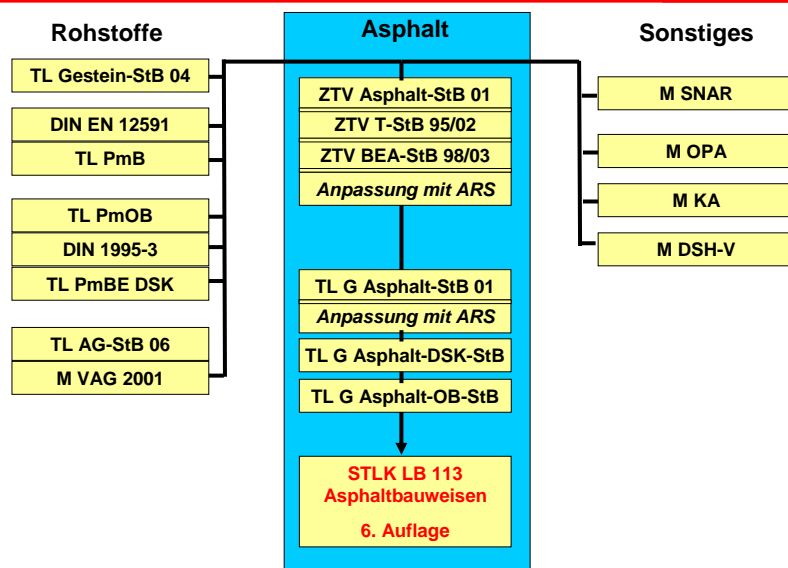 Rohstoffe
TL Gestein-StB 04
DIN EN 12591
TL PmB
TL PmOB
DIN 1995-3
TL PmBE DSK
TL AG-StB 06
M VAG 2001
Asphalt
ZTV Asphalt-StB 01
ZTV T-StB 95/02
ZTV BEA-StB 98/03
Anpassung mit ARS
TL G Asphalt-StB 01
Anpassung mit ARS
TL G Asphalt-DSK-StB
TL G Asphalt-OB-StB
STLK LB 113
Asphaltbauweisen
6. Auflage
Sonstiges
M SNAR
M OPA
M KA
M DSH-V